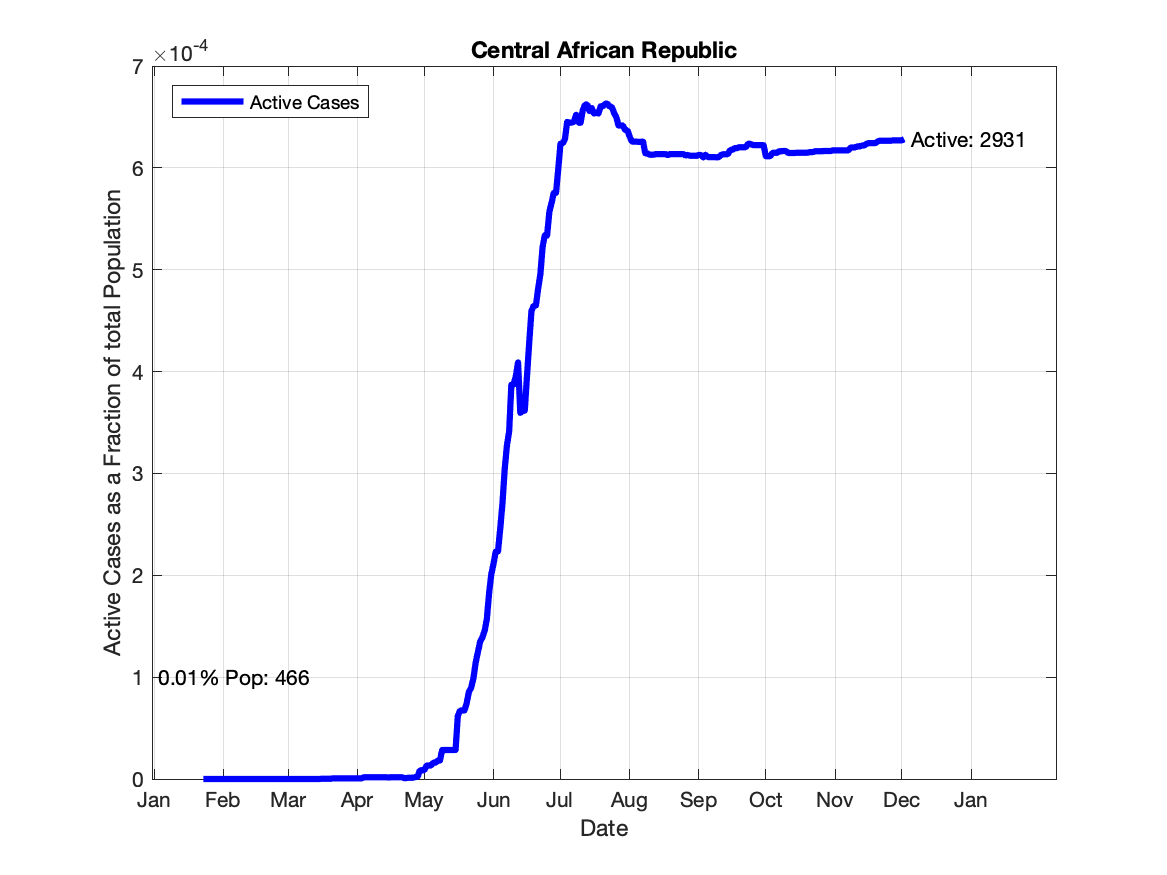 Central African Republic
×10-4
Active Cases
7
6
5
4
3
2
1
0
Active Cases as a Fraction of total Population
Active: 2931
0.01% Pop: 466
Jan Feb Mar Apr May Jun Jul Aug Sep Oct Nov Dec Jan
Date